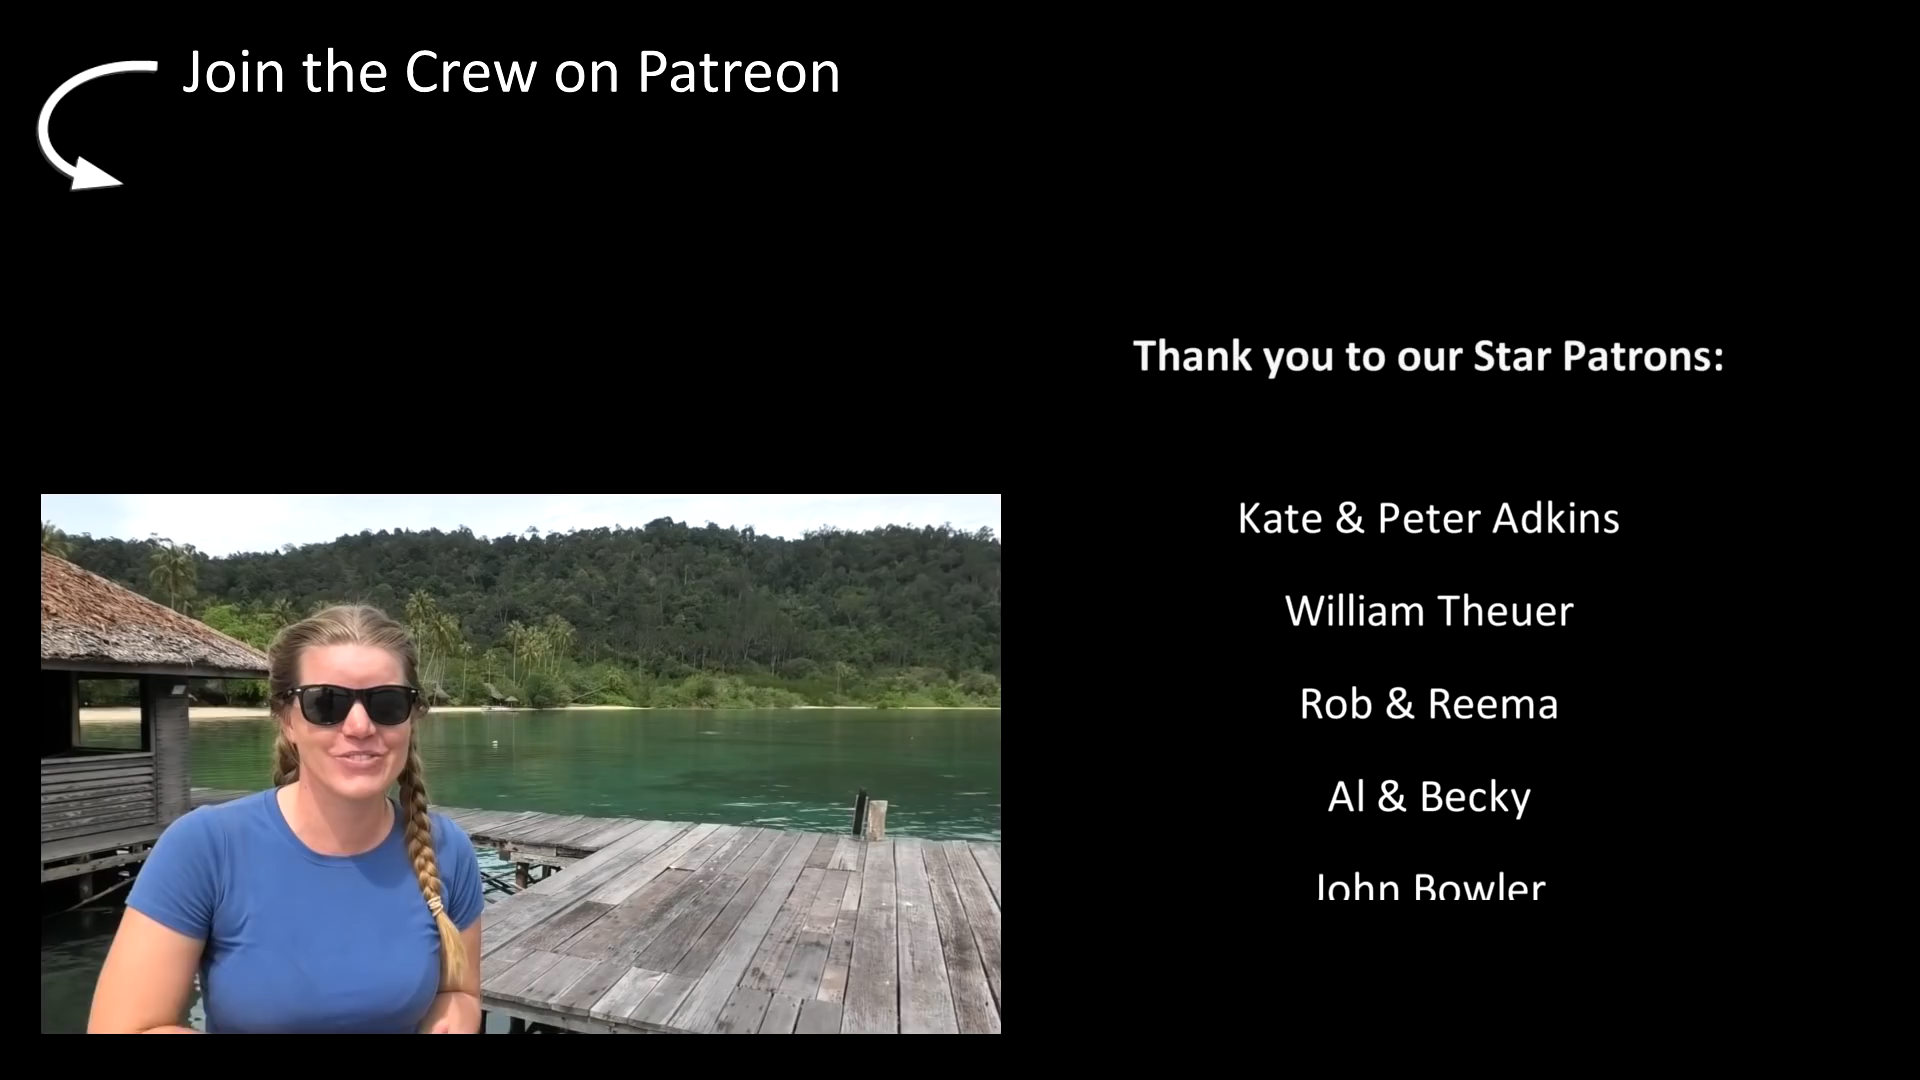 Join the Crew on Patreon
Thank you to our Star Patrons:
Kate & Peter Adkins
William Theuer
Rob & Reema
Al & Becky
John Bowler